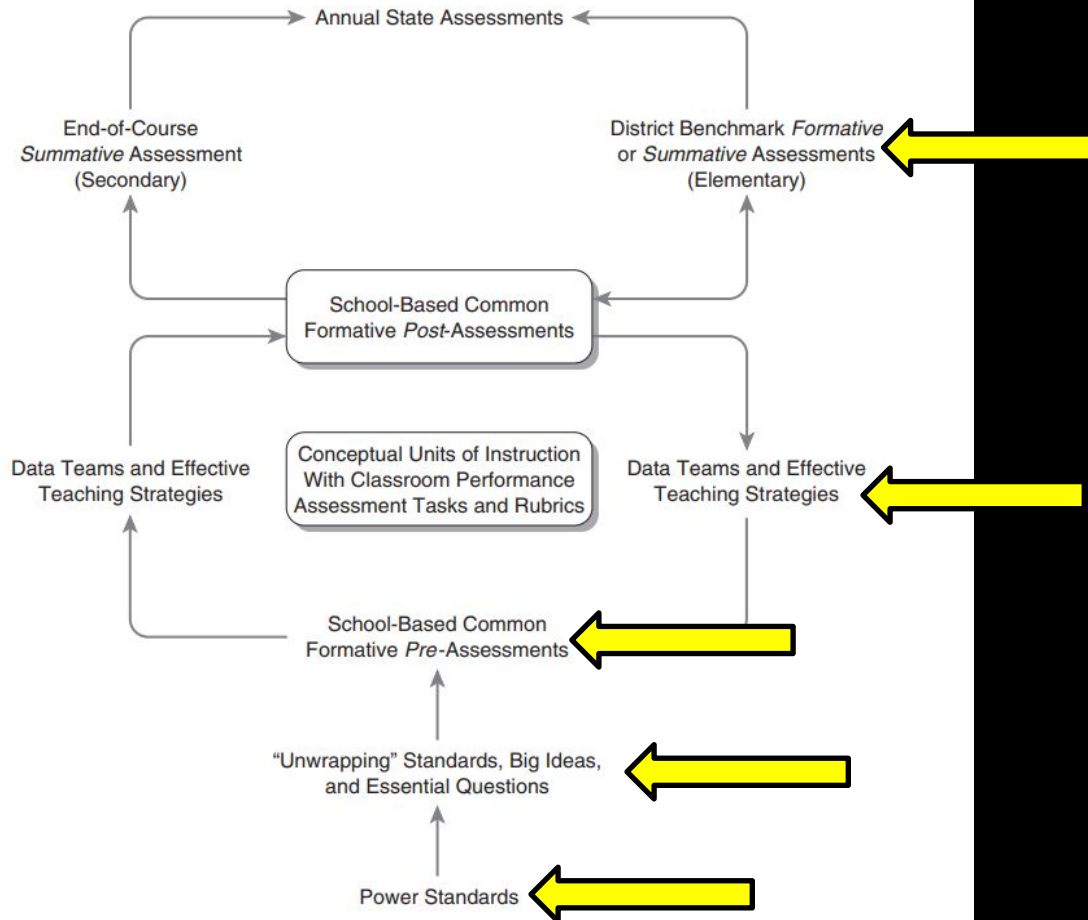 Annual State Assessments
End-of-Course
Summative Assessment
(Secondary)
District Benchmark Formative
or Summative Assessments
(Elementary)
School-Based Common
Formative Post-Assessments
Data Teams and Effective
Teaching Strategies
Conceptual Units of Instruction
With Classroom Performance
Assessment Tasks and Rubrics
Data Teams and Effective
Teaching Strategies
School-Based Common
Formative Pre-Assessments
“Unwrapping” Standards, Big Ideas,
and Essential Questions
Power Standards